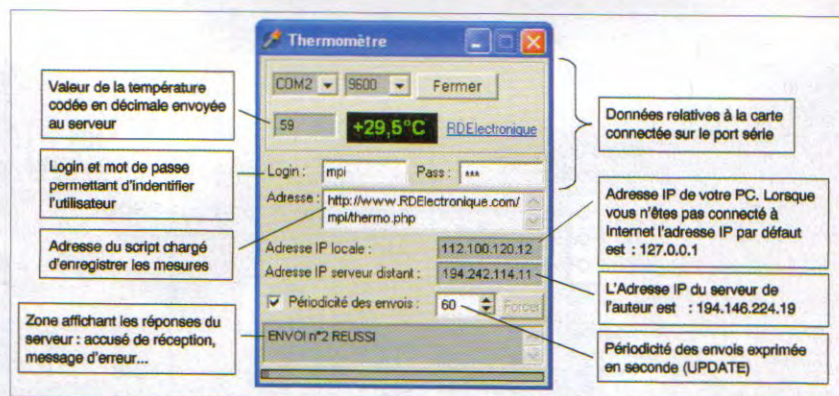 Thermomètre
COM2
9600
Fermer
59
+29,5°C
RDElectronique
Login :
mpi
Pass :
***
Adresse :
http://www.RDElectronique.com/
mpi/thermo.php
Adresse IP locale :
112.100.120.12
Adresse IP serveur distant :
194.242.114.11
Périodicité des envois :
60
Forcer
ENVOI n°2 REUSSI
Valeur de la température
codée en décimale envoyée
au serveur
Login et mot de passe
permettant d'indentifier
l'utilisateur
Adresse du script chargé
d'enregistrer les mesures
Zone affichant les réponses du
serveur : accusé de réception,
message d'erreur...
Données relatives à la carte
connectée sur le port série
Adresse IP de votre PC. Lorsque
vous n'êtes pas connecté à
Internet l'adresse IP par défaut
est : 127.0.0.1
L'Adresse IP du serveur de
l'auteur est : 194.146.224.19
Périodicité des envois exprimée
en seconde (UPDATE)